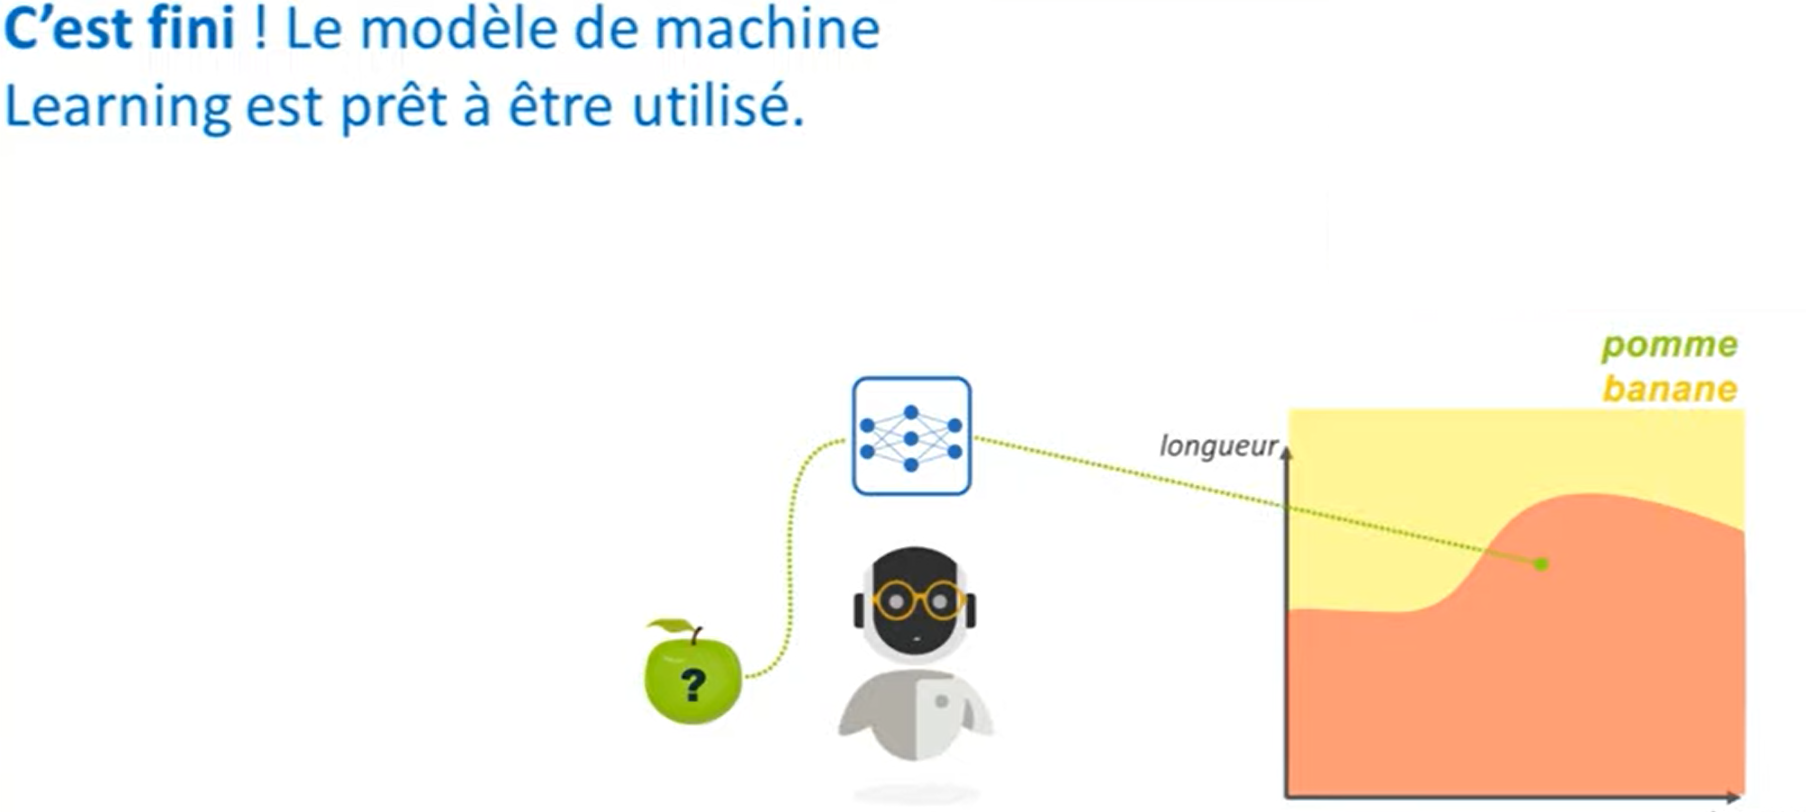 C'est fini ! Le modèle de machine
Learning est prêt à être utilisé.
pomme
banane
longueur
?